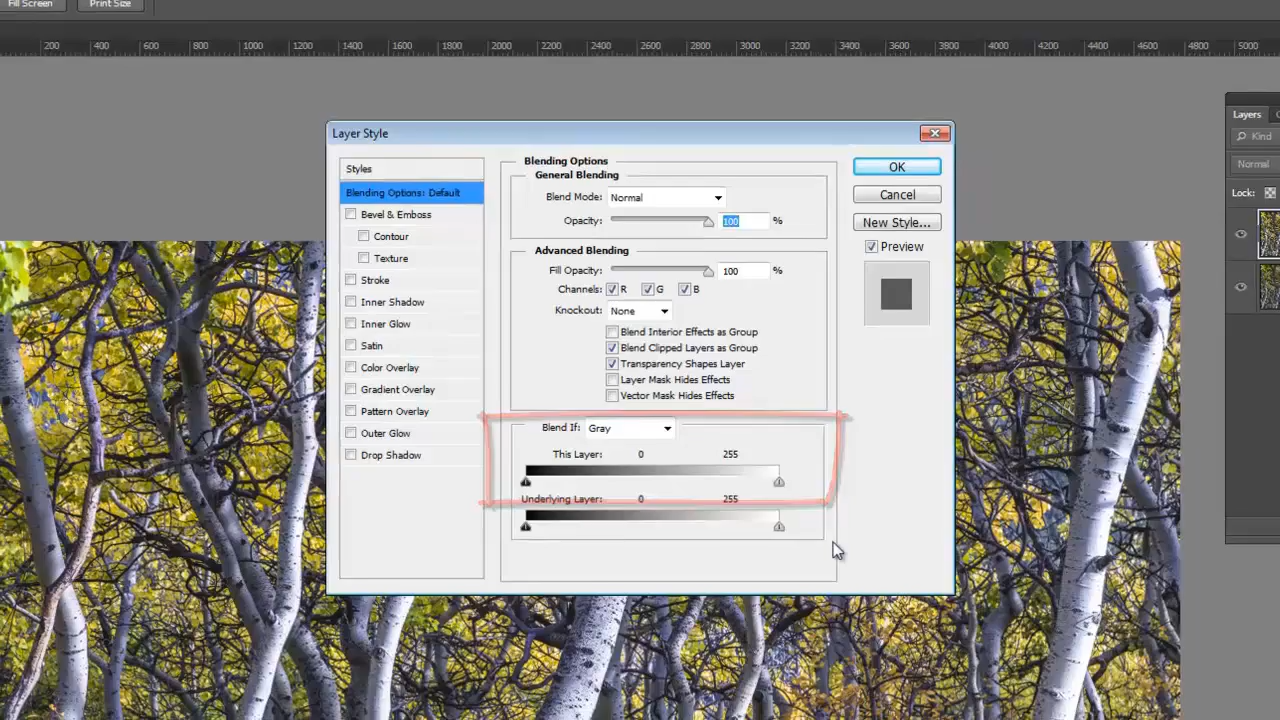 Fill Screen Print Size
200 400 600 800 1000 1200 1400 1600 1800 2000 2200 2400 2600 2800 3000 3200 3400 3600 3800 4000 4200 4400 4600 4800 5000
Layer Style
Styles
Blending Options: Default
Bevel & Emboss
Contour
Texture
Stroke
Inner Shadow
Inner Glow
Satin
Color Overlay
Gradient Overlay
Pattern Overlay
Outer Glow
Drop Shadow
Blending Options
General Blending
Blend Mode: Normal
Opacity: 100 %
Advanced Blending
Fill Opacity: 100 %
Channels: R G B
Knockout: None
Blend Interior Effects as Group
Blend Clipped Layers as Group
Transparency Shapes Layer
Layer Mask Hides Effects
Vector Mask Hides Effects
Blend If: Gray
This Layer: 0 255
Underlying Layer: 0 255
OK
Cancel
New Style...
Preview
Layers
Kind
Normal
Lock: